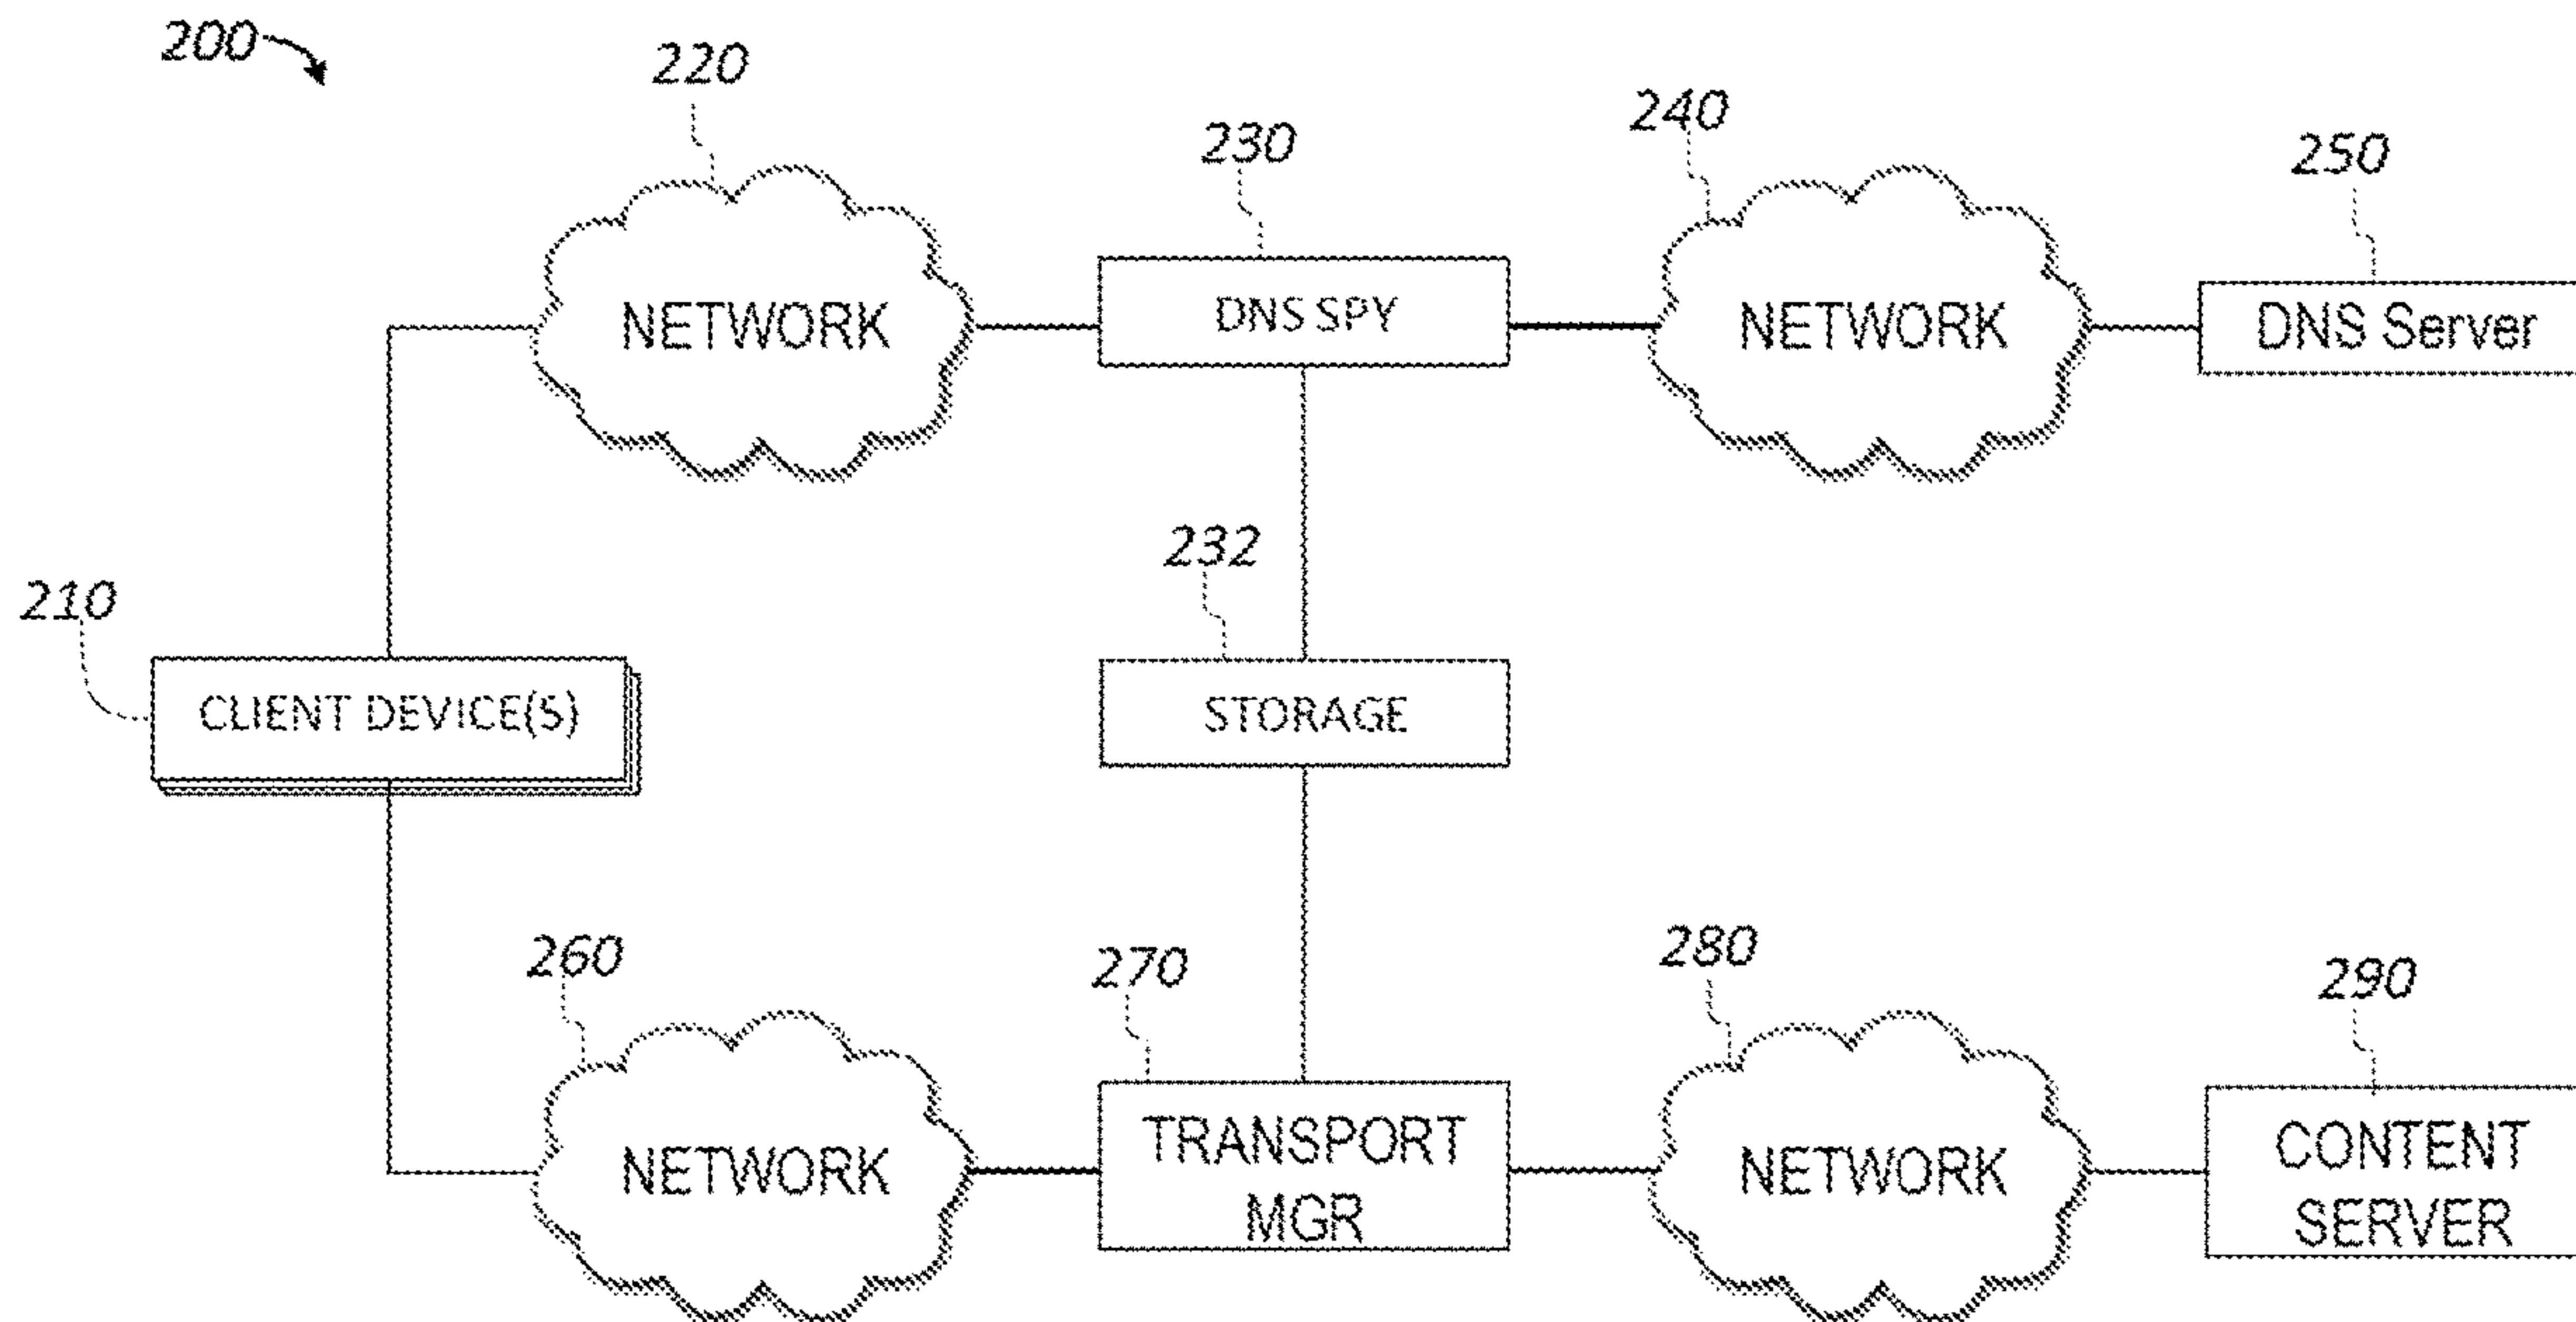 200
220
230
240
250
NETWORK
DNS SPY
NETWORK
DNS Server
232
210
CLIENT DEVICE(S)
STORAGE
260
270
280
290
NETWORK
TRANSPORT
MGR
NETWORK
CONTENT
SERVER